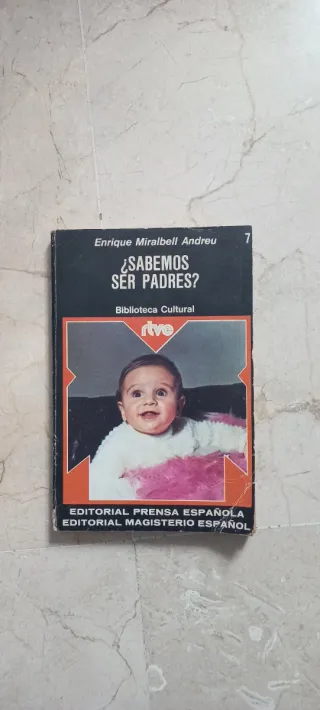 Enrique Miralbell Andreu
7
¿SABEMOS
SER PADRES?
Biblioteca Cultural
rtve
EDITORIAL PRENSA ESPAÑOLA
EDITORIAL MAGISTERIO ESPAÑOL